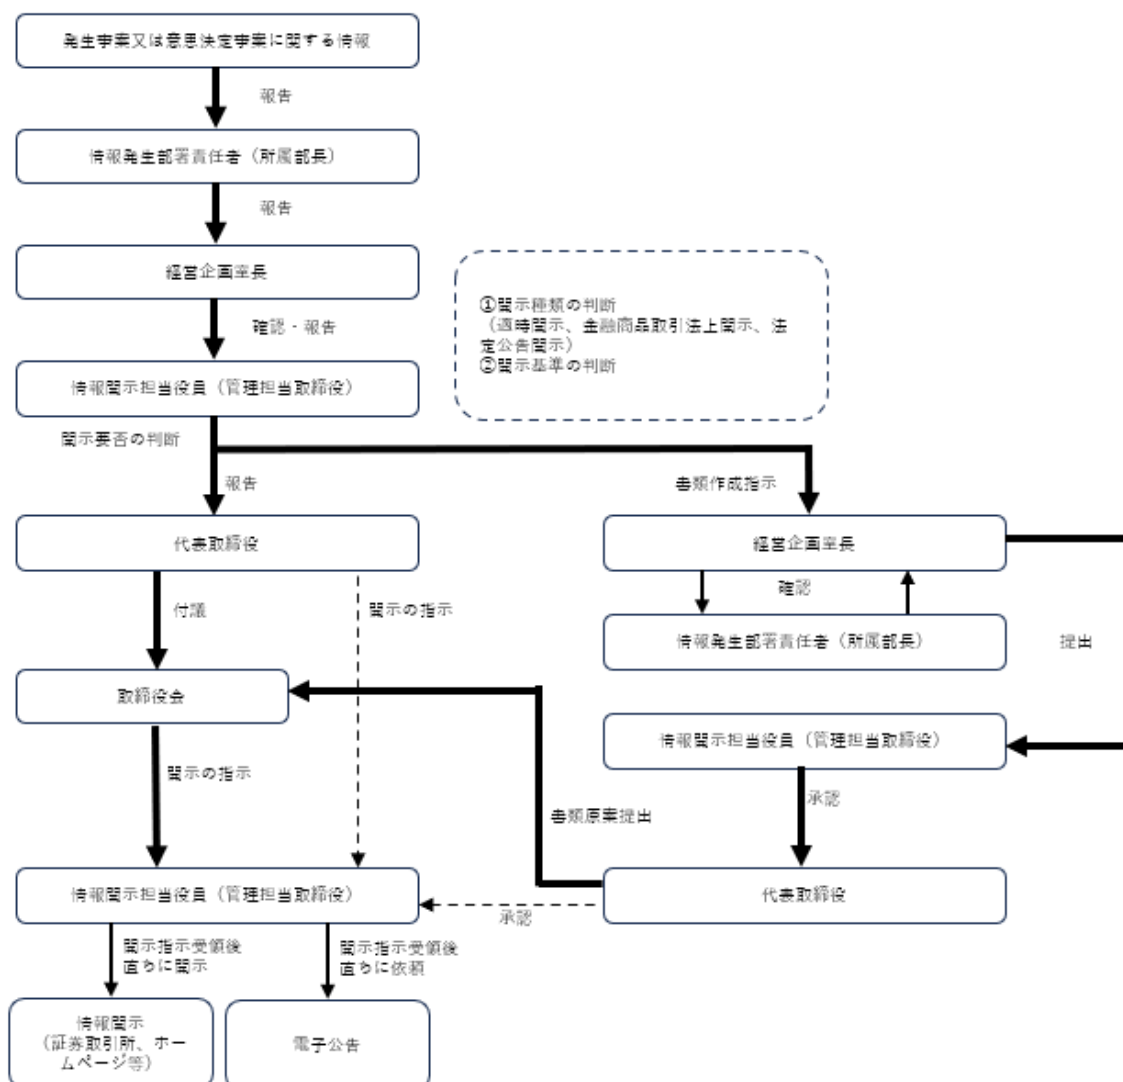 発生事案又は意思決定事案に関する情報
報告
情報発生部署責任者（所属部長）
報告
経営企画室長
確認・報告
①開示種類の判断
（適時開示、金融商品取引法上開示、法
定公告開示）
②開示基準の判断
情報開示担当役員（管理担当取締役）
開示要否の判断
報告
書類作成指示
代表取締役
経営企画室長
確認
付議
開示の指示
情報発生部署責任者（所属部長）
提出
取締役会
情報開示担当役員（管理担当取締役）
開示の指示
承認
書類原案提出
情報開示担当役員（管理担当取締役）
代表取締役
承認
開示指示受領後
直ちに開示
開示指示受領後
直ちに依頼
情報開示
（証券取引所、ホー
ムページ等）
電子公告